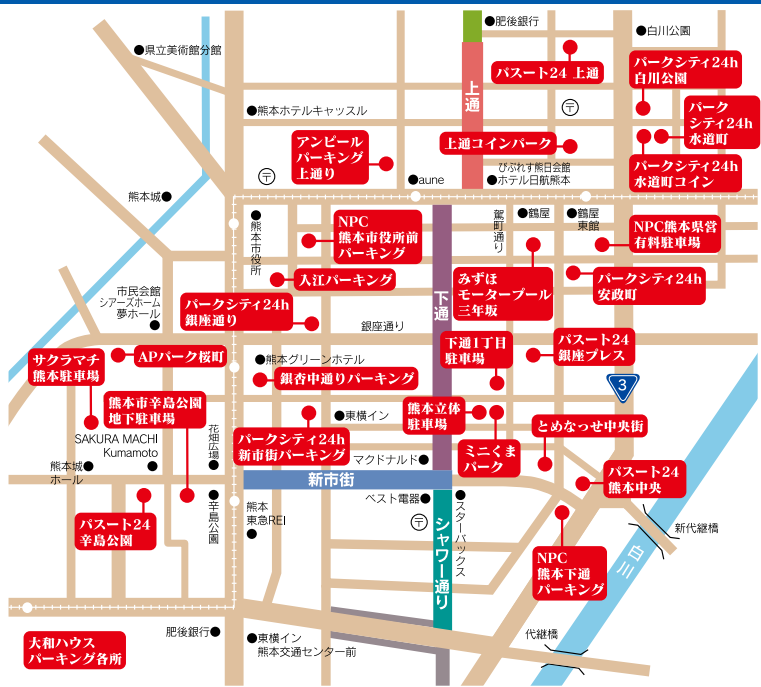 ●肥後銀行
●白川公園
●県立美術館分館
パスート24 上通
パークシティ24h
白川公園
上通
●熊本ホテルキャッスル
〒
パーク
シティ24h
水道町
アンピール
パーキング
上通り
上通コインパーク
パークシティ24h
水道町コイン
〒
●aune
びぷれす熊日会館
●ホテル日航熊本
熊本城●
●熊本市役所
NPC
熊本市役所前
パーキング
駕町通り
●鶴屋
●鶴屋
東館
NPC熊本県営
有料駐車場
入江パーキング
みずほ
モータープール
三年坂
パークシティ24h
安政町
市民会館
シアーズホーム
夢ホール●
パークシティ24h
銀座通り
下通
銀座通り
サクラマチ
熊本駐車場
APパーク桜町
●熊本グリーンホテル
下通1丁目
駐車場
パスート24
銀座プレス
銀杏中通りパーキング
3
熊本市辛島公園
地下駐車場
●東横イン
熊本立体
駐車場
とめなっせ中央街
SAKURA MACHI
Kumamoto●
花畑広場●
パークシティ24h
新市街パーキング
マクドナルド●
ミニくま
パーク
熊本城●
ホール
新市街
パスート24
熊本中央
パスート24
辛島公園
●辛島公園
熊本
東急REI
●
ベスト電器●
〒
●スターバックス
シャワー通り
新代継橋
白川
NPC
熊本下通
パーキング
大和ハウス
パーキング各所
肥後銀行●
●東横イン
熊本交通センター前
代継橋